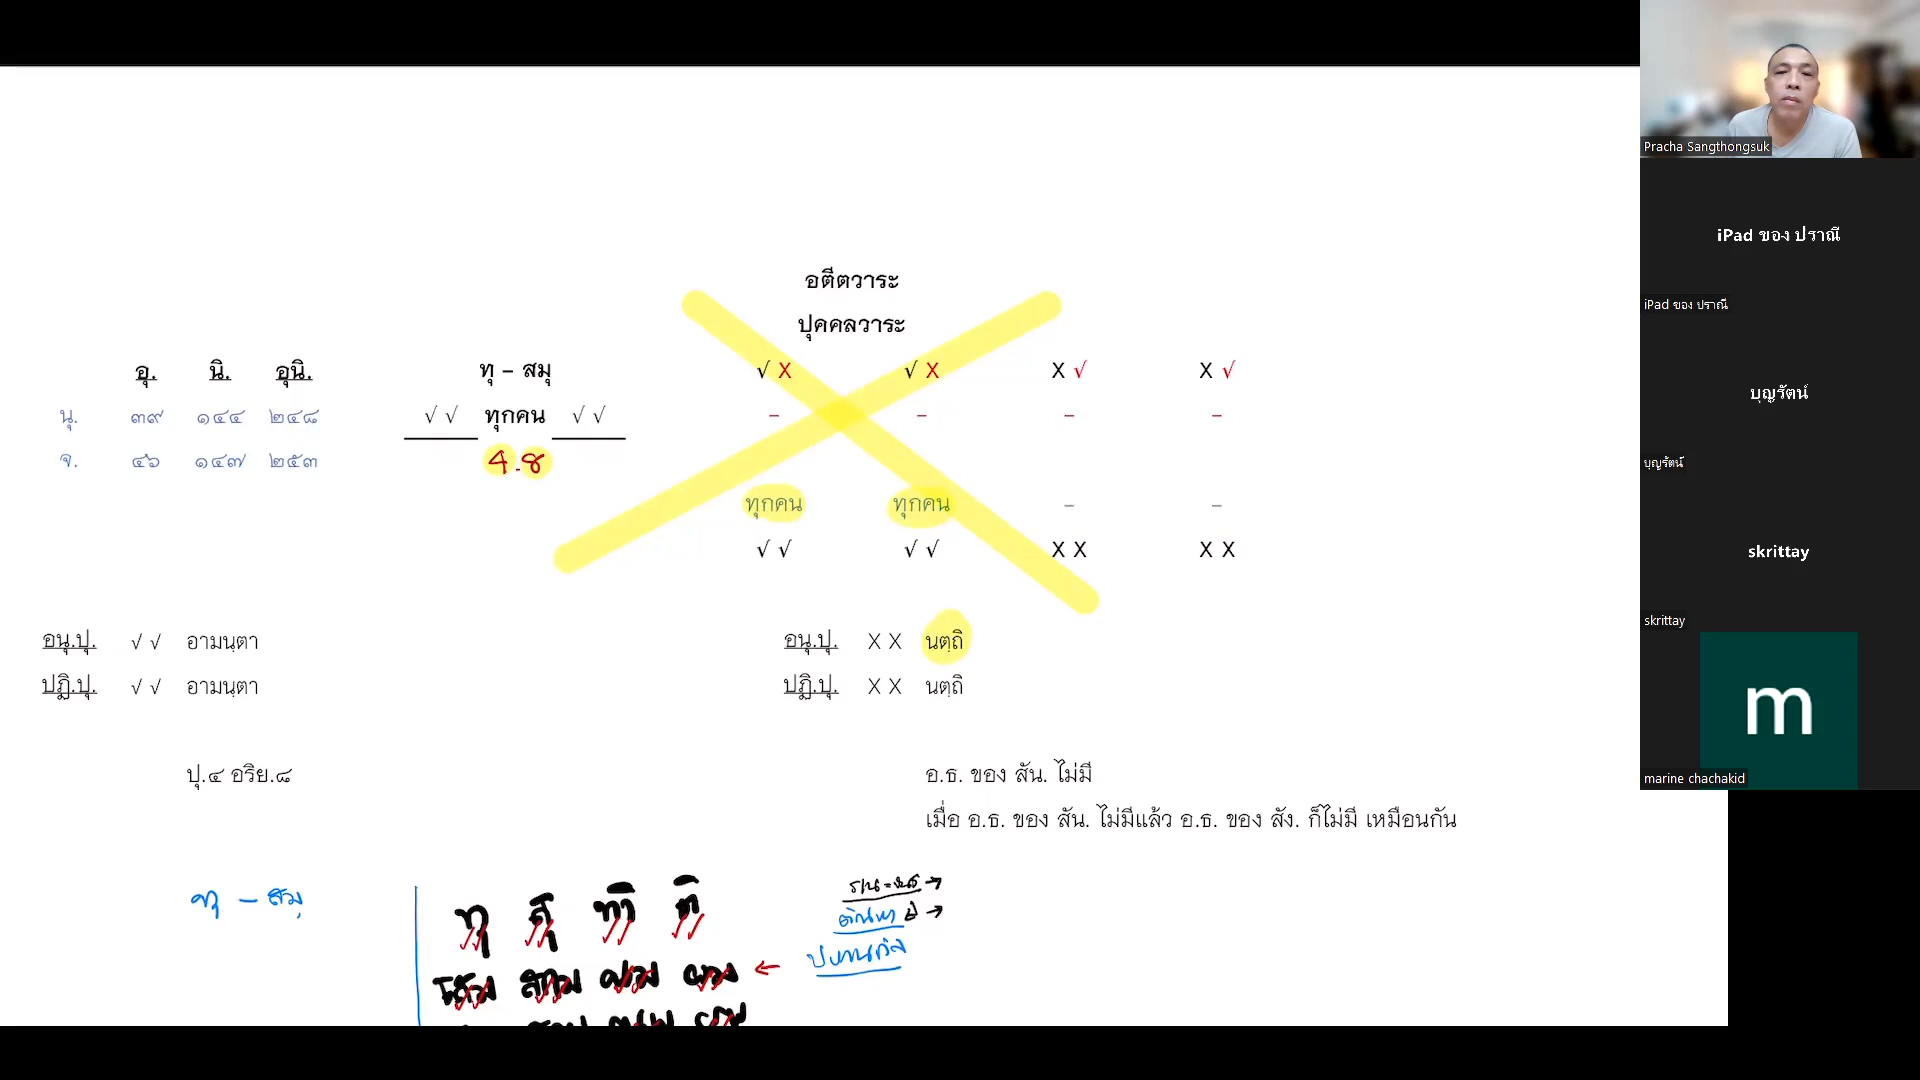 อตีตวาระ
ปุคคลวาระ
อุ. นิ. อุนิ. ทุ – สมุ √ X √ X X √ X √
นุ. ๓๙ ๑๔๔ ๒๔๘ √ √ ทุกคน √ √ – – – –
จ. ๔๖ ๑๔๗ ๒๕๓ 4.8
ทุกคน ทุกคน – –
√ √ √ √ X X X X
อนุ.ปุ. √ √ อามนฺตา อนุ.ปุ. X X นตฺถิ
ปฏิ.ปุ. √ √ อามนฺตา ปฏิ.ปุ. X X นตฺถิ
ปุ.๔ อริย.๘ อ.ธ. ของ สัน. ไม่มี
เมื่อ อ.ธ. ของ สัน. ไม่มีแล้ว อ.ธ. ของ สัง. ก็ไม่มี เหมือนกัน
ทุ – สมุ
Pracha Sangthongsuk
iPad ของ ปราณี
iPad ของ ปราณี
บุญรัตน์
บุญรัตน์
skrittay
skrittay
m
marine chachakid